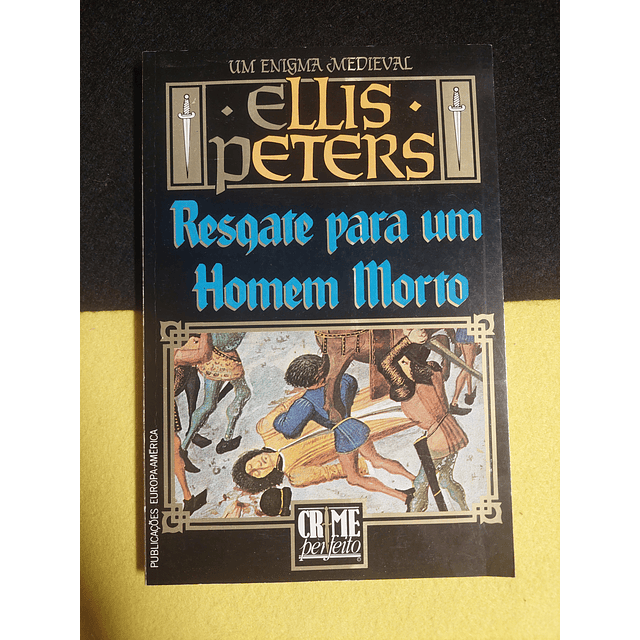 UM ENIGMA MEDIEVAL
ELLIS
PETERS
Resgate para um
Homem Morto
PUBLICAÇÕES EUROPA-AMÉRICA
CRIME
perfeito